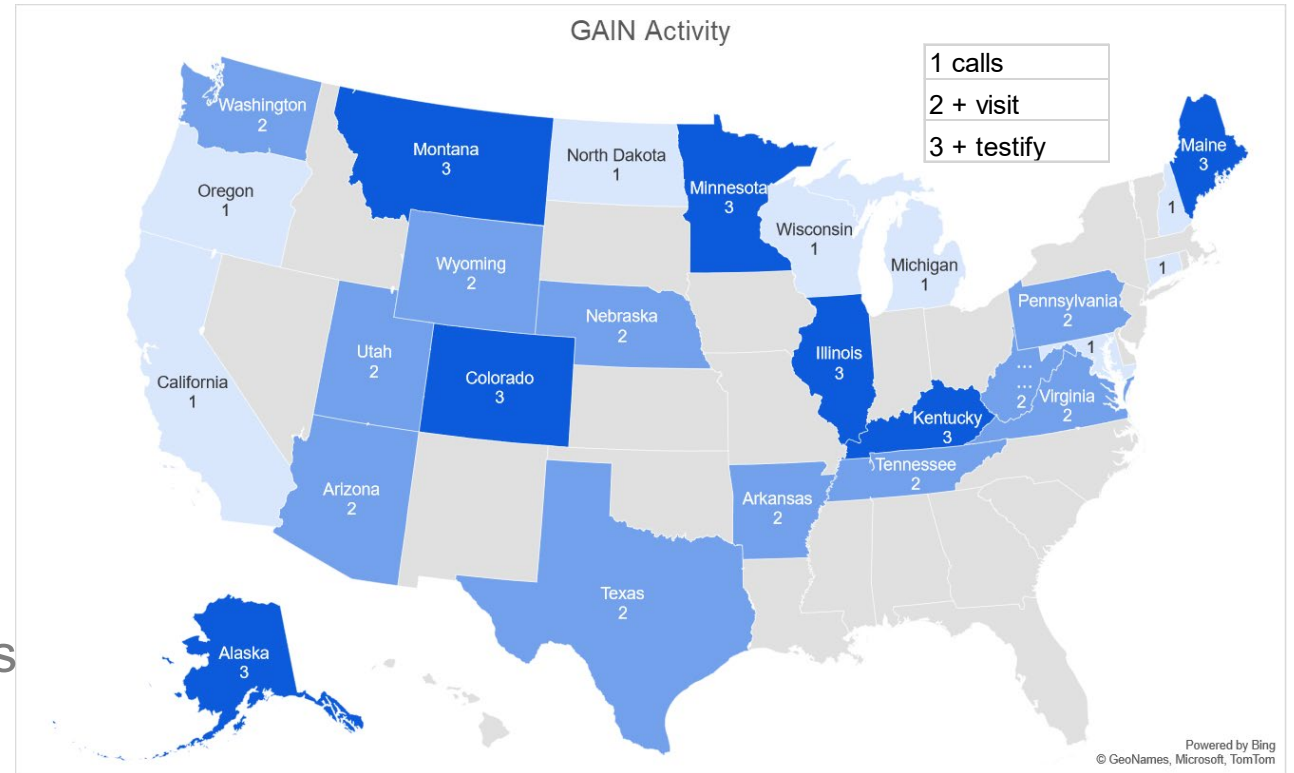 GAIN Activity
1 calls
2 + visit
3 + testify
Washington
2
Montana
3
North Dakota
1
Minnesota
3
Maine
3
Oregon
1
Wisconsin
1
Michigan
1
1
1
Wyoming
2
Nebraska
2
Pennsylvania
2
Utah
2
Colorado
3
Illinois
3
1
...
...
2
Virginia
2
California
1
Kentucky
3
Tennessee
2
Arizona
2
Arkansas
2
Texas
2
Alaska
3
s
Powered by Bing
© GeoNames, Microsoft, TomTom